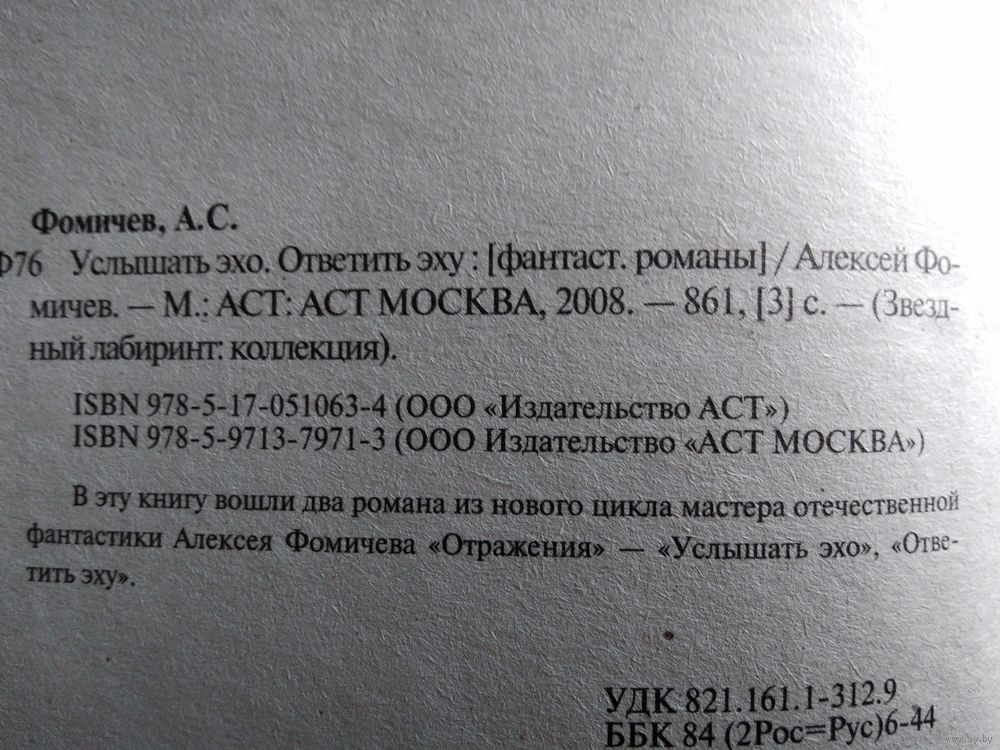 Фомичев, А.С.
Ф76 Услышать эхо. Ответить эху : [фантаст. романы] / Алексей Фо-
мичев. — М.: АСТ: АСТ МОСКВА, 2008. — 861, [3] с. — (Звезд-
ный лабиринт: коллекция).
ISBN 978-5-17-051063-4 (ООО «Издательство АСТ»)
ISBN 978-5-9713-7971-3 (ООО Издательство «АСТ МОСКВА»)
В эту книгу вошли два романа из нового цикла мастера отечественной
фантастики Алексея Фомичева «Отражения» — «Услышать эхо», «Отве-
тить эху».
УДК 821.161.1-312.9
ББК 84 (2Рос=Рус)6-44
www.ay.by